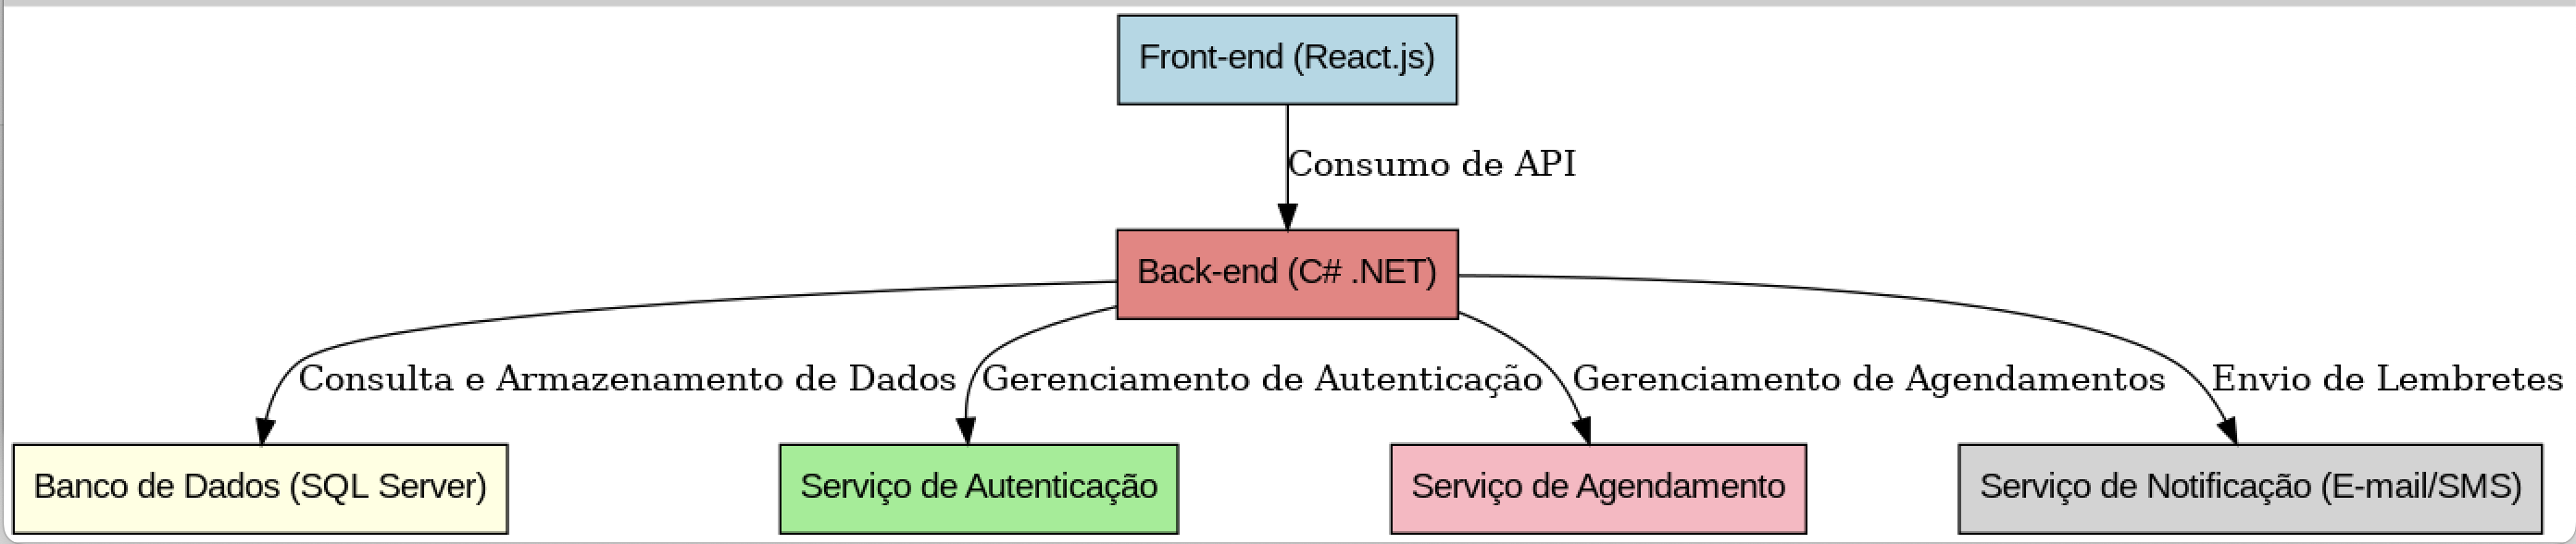 Front-end (React.js)
Consumo de API
Back-end (C# .NET)
Consulta e Armazenamento de Dados
Gerenciamento de Autenticação
Gerenciamento de Agendamentos
Envio de Lembretes
Banco de Dados (SQL Server)
Serviço de Autenticação
Serviço de Agendamento
Serviço de Notificação (E-mail/SMS)